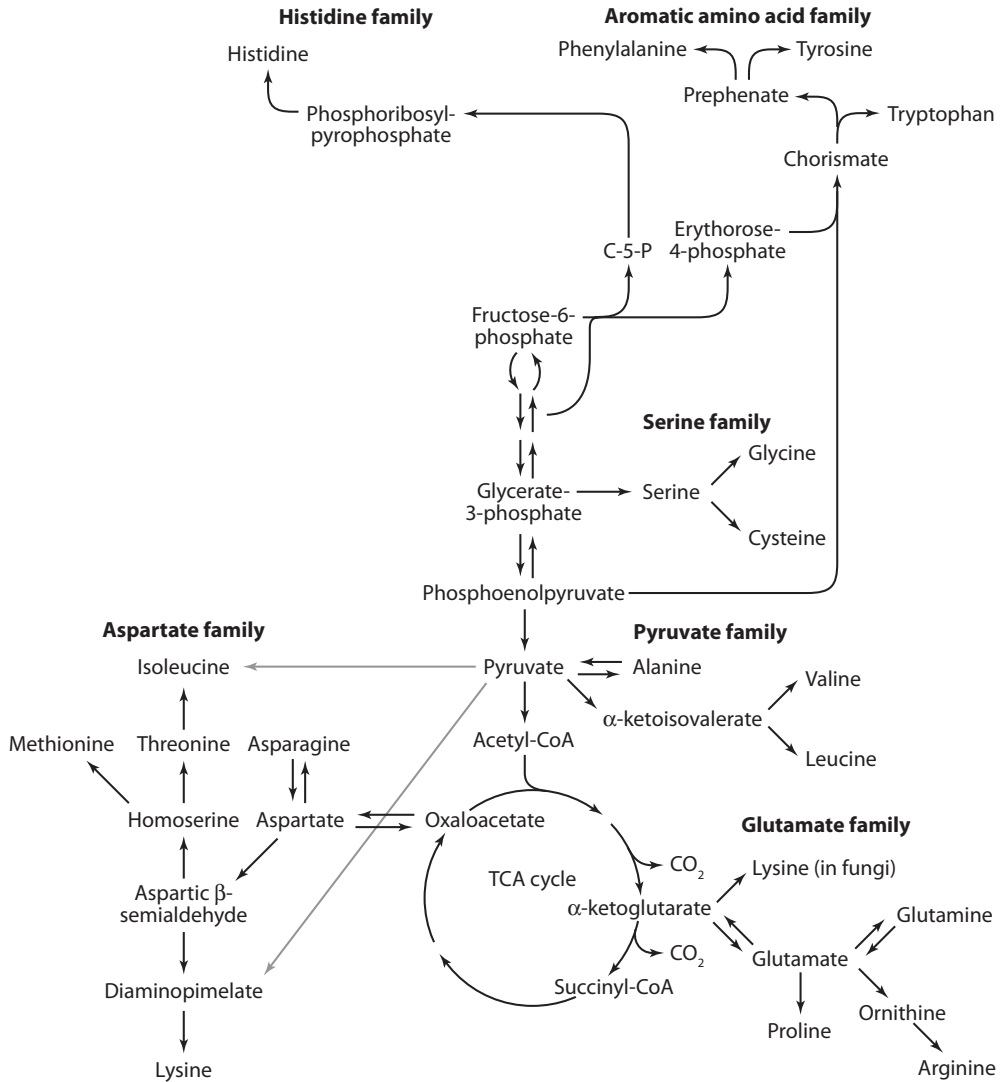 Histidine family
Aromatic amino acid family
Histidine
Phenylalanine
Tyrosine
Prephenate
Phosphoribosyl-
pyrophosphate
Tryptophan
Chorismate
Erythorose-
4-phosphate
C-5-P
Fructose-6-
phosphate
Serine family
Glycine
Glycerate-
3-phosphate
Serine
Cysteine
Phosphoenolpyruvate
Aspartate family
Pyruvate family
Isoleucine
Pyruvate
Alanine
Valine
α-ketoisovalerate
Methionine
Threonine
Asparagine
Acetyl-CoA
Leucine
Homoserine
Aspartate
Oxaloacetate
Glutamate family
CO2
Lysine (in fungi)
TCA cycle
Aspartic β-
semialdehyde
α-ketoglutarate
Glutamine
CO2
Glutamate
Diaminopimelate
Succinyl-CoA
Ornithine
Proline
Lysine
Arginine